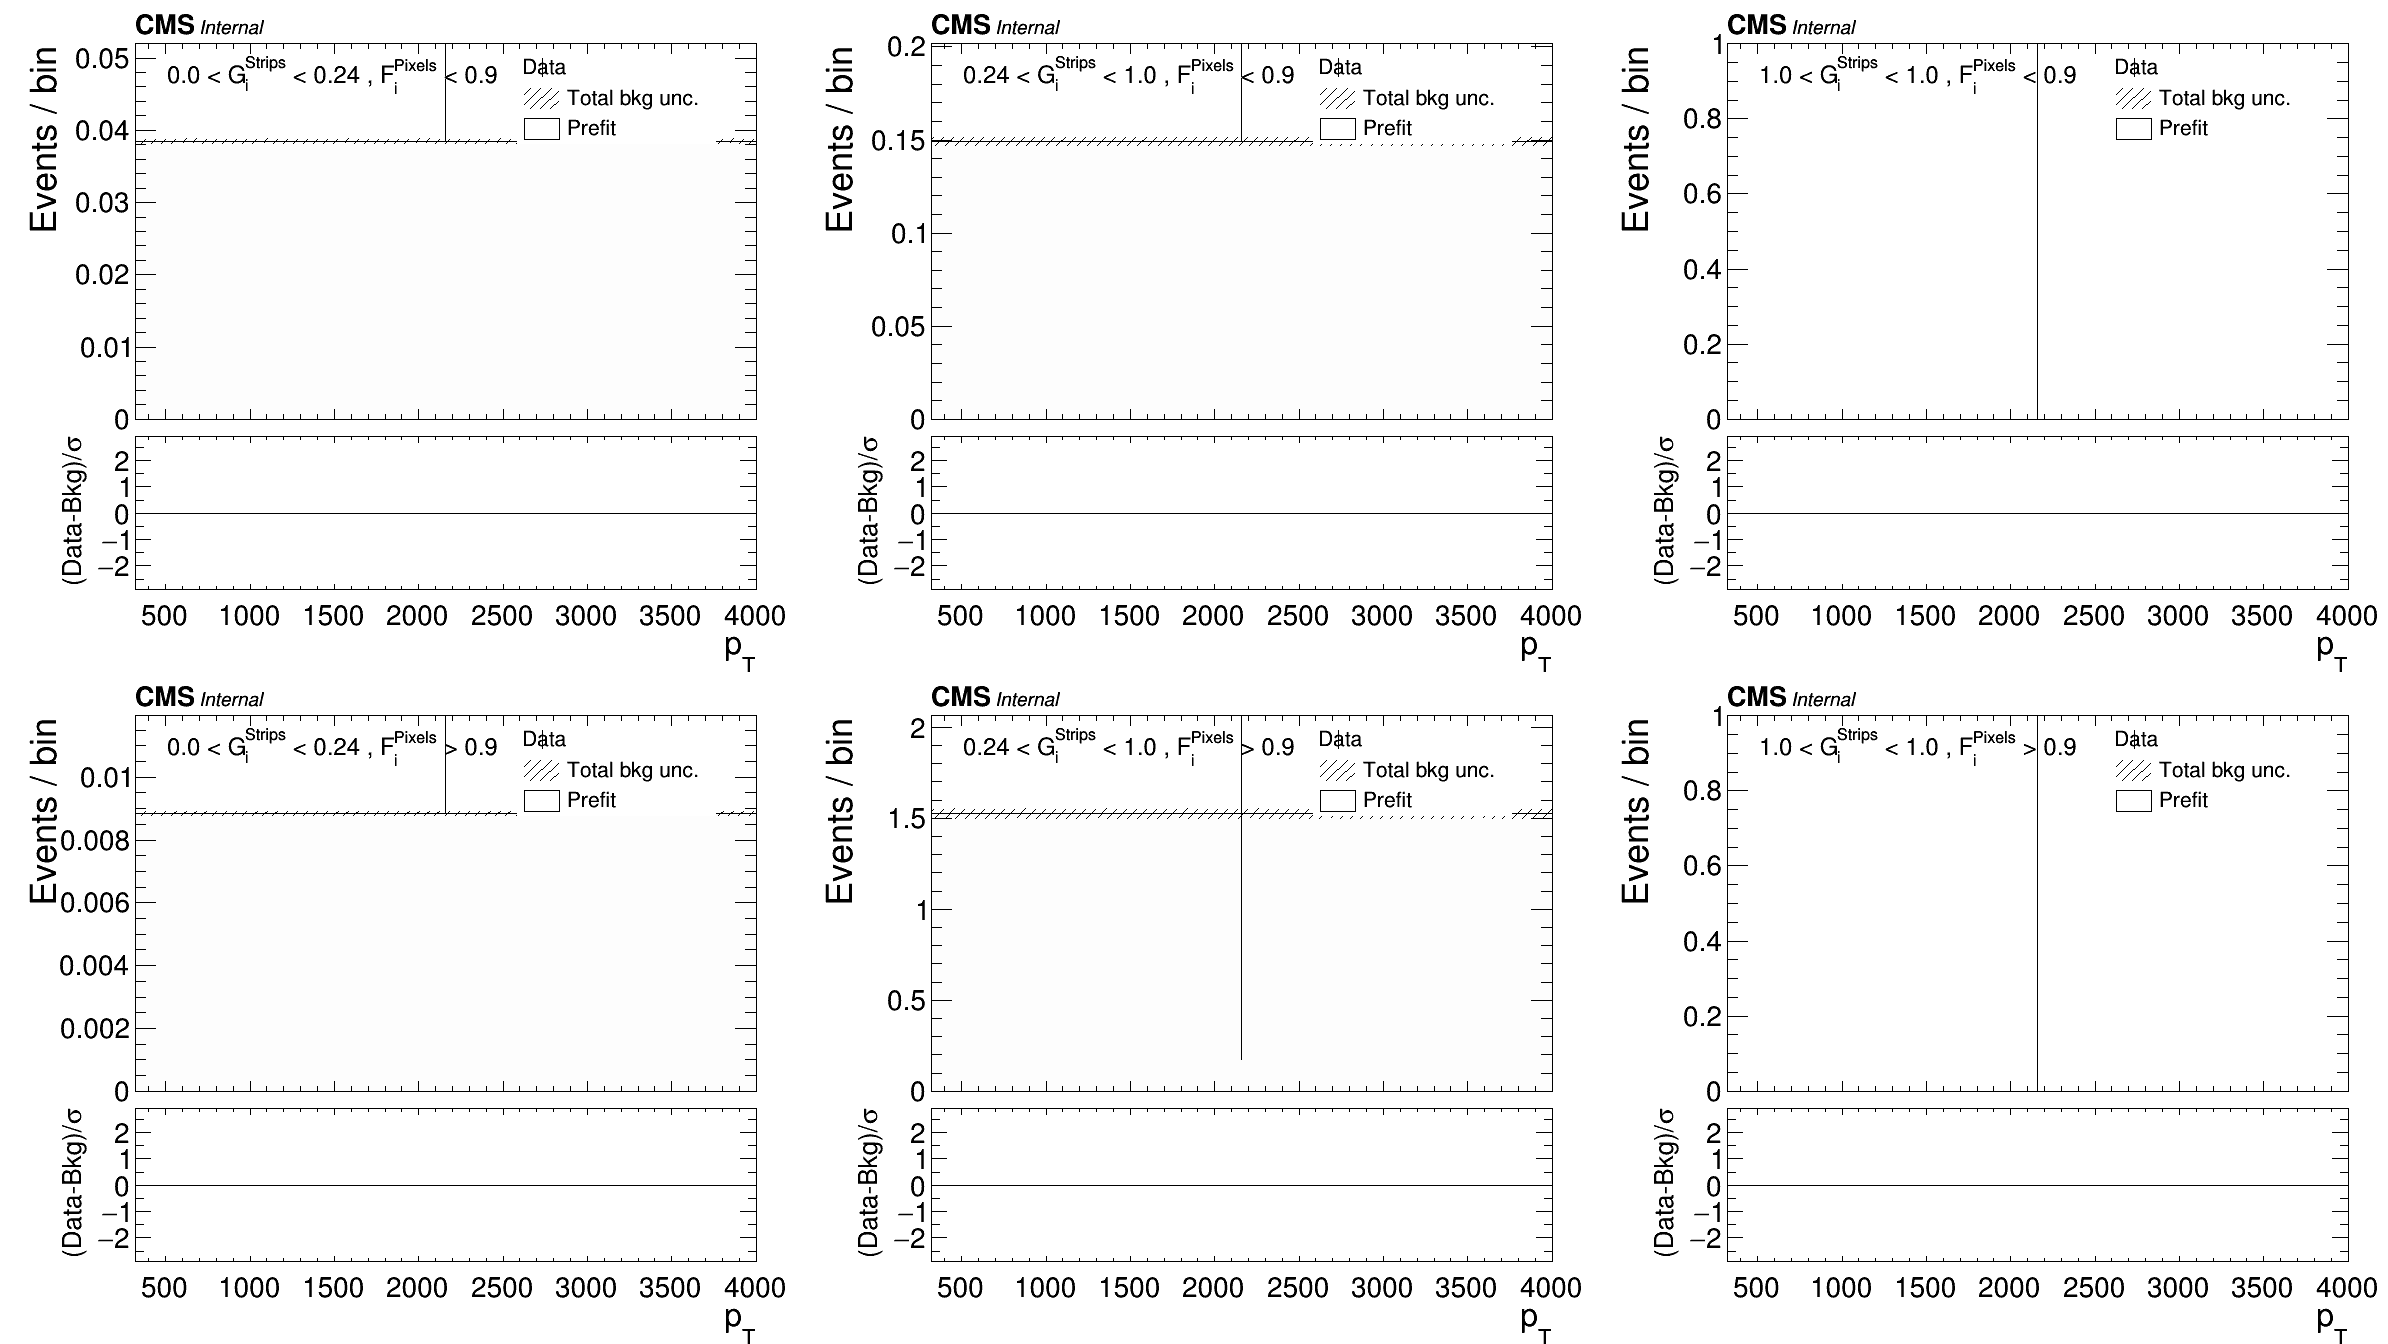 CMS Internal
Events / bin
0.0 < G_i^Strips < 0.24 , F_i^Pixels < 0.9
Data
Total bkg unc.
Prefit
0.05
0.04
0.03
0.02
0.01
0
(Data-Bkg)/σ
2
1
0
−1
−2
500 1000 1500 2000 2500 3000 3500 4000
p_T
CMS Internal
Events / bin
0.24 < G_i^Strips < 1.0 , F_i^Pixels < 0.9
Data
Total bkg unc.
Prefit
0.2
0.15
0.1
0.05
0
(Data-Bkg)/σ
2
1
0
−1
−2
500 1000 1500 2000 2500 3000 3500 4000
p_T
CMS Internal
Events / bin
1.0 < G_i^Strips < 1.0 , F_i^Pixels < 0.9
Data
Total bkg unc.
Prefit
1
0.8
0.6
0.4
0.2
0
(Data-Bkg)/σ
2
1
0
−1
−2
500 1000 1500 2000 2500 3000 3500 4000
p_T
CMS Internal
Events / bin
0.0 < G_i^Strips < 0.24 , F_i^Pixels > 0.9
Data
Total bkg unc.
Prefit
0.01
0.008
0.006
0.004
0.002
0
(Data-Bkg)/σ
2
1
0
−1
−2
500 1000 1500 2000 2500 3000 3500 4000
p_T
CMS Internal
Events / bin
0.24 < G_i^Strips < 1.0 , F_i^Pixels > 0.9
Data
Total bkg unc.
Prefit
2
1.5
1
0.5
0
(Data-Bkg)/σ
2
1
0
−1
−2
500 1000 1500 2000 2500 3000 3500 4000
p_T
CMS Internal
Events / bin
1.0 < G_i^Strips < 1.0 , F_i^Pixels > 0.9
Data
Total bkg unc.
Prefit
1
0.8
0.6
0.4
0.2
0
(Data-Bkg)/σ
2
1
0
−1
−2
500 1000 1500 2000 2500 3000 3500 4000
p_T